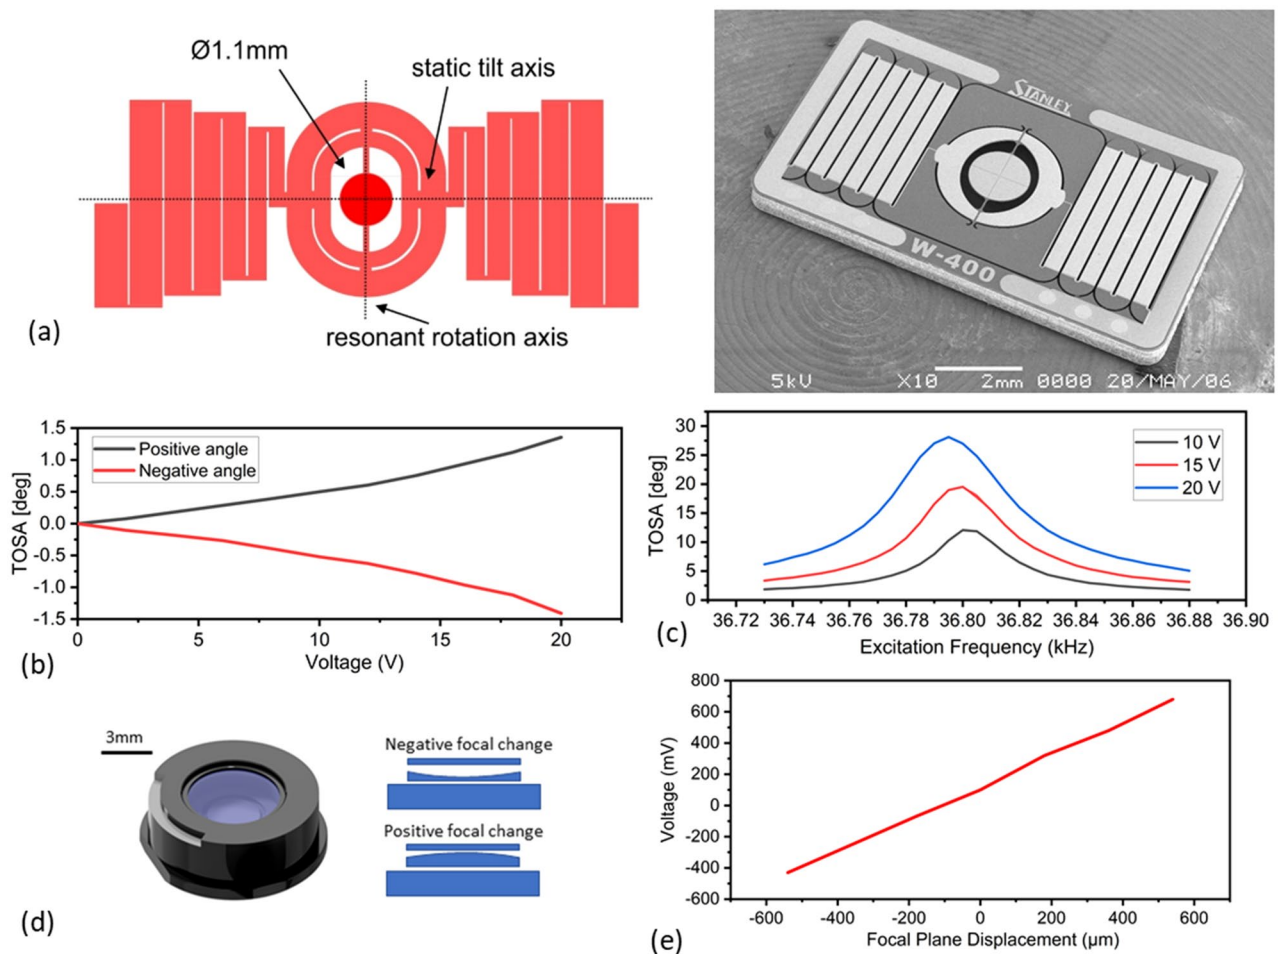 Ø1.1mm
static tilt axis
resonant rotation axis
(a)
STANLEY
W-400
5kV X10 2mm 0000 20/MAY/06
1.5
1.0
0.5
0.0
-0.5
-1.0
-1.5
TOSA [deg]
Positive angle
Negative angle
0 5 10 15 20
Voltage (V)
(b)
30
25
20
15
10
5
0
TOSA [deg]
10 V
15 V
20 V
36.72 36.74 36.76 36.78 36.80 36.82 36.84 36.86 36.88 36.90
Excitation Frequency (kHz)
(c)
3mm
Negative focal change
Positive focal change
(d)
800
600
400
200
0
-200
-400
-600
Voltage (mV)
-600 -400 -200 0 200 400 600
Focal Plane Displacement (µm)
(e)